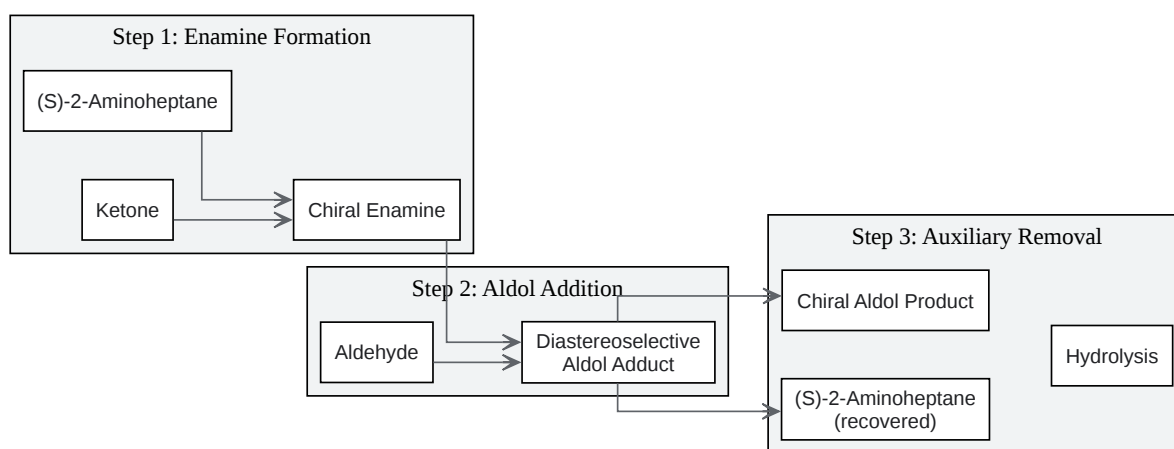 Step 1: Enamine Formation
(S)-2-Aminoheptane
Ketone
Chiral Enamine
Step 2: Aldol Addition
Aldehyde
Diastereoselective
Aldol Adduct
Step 3: Auxiliary Removal
Chiral Aldol Product
Hydrolysis
(S)-2-Aminoheptane
(recovered)